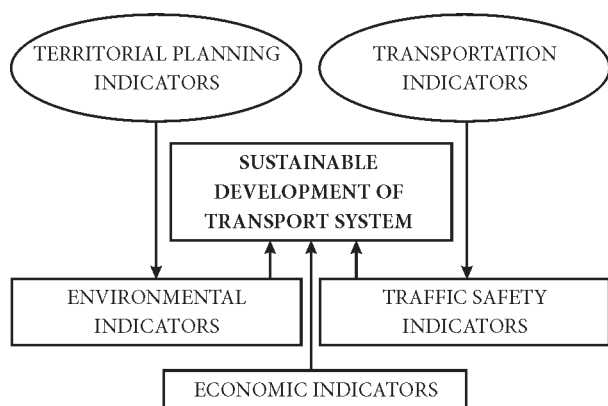 TERRITORIAL PLANNING
INDICATORS
TRANSPORTATION
INDICATORS
SUSTAINABLE
DEVELOPMENT OF
TRANSPORT SYSTEM
ENVIRONMENTAL
INDICATORS
TRAFFIC SAFETY
INDICATORS
ECONOMIC INDICATORS